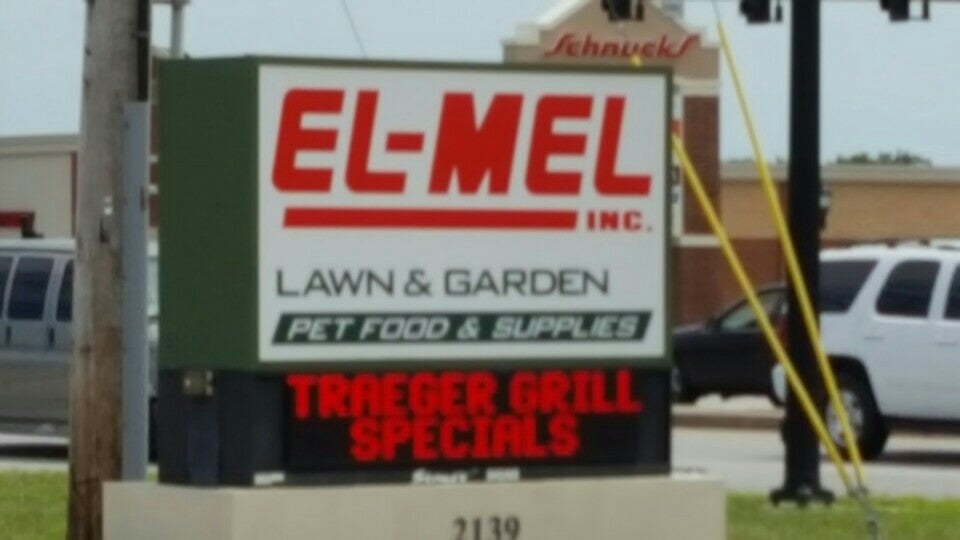 Schnucks
EL-MEL
INC.
LAWN & GARDEN
PET FOOD & SUPPLIES
TRAEGER GRILL
SPECIALS
2139